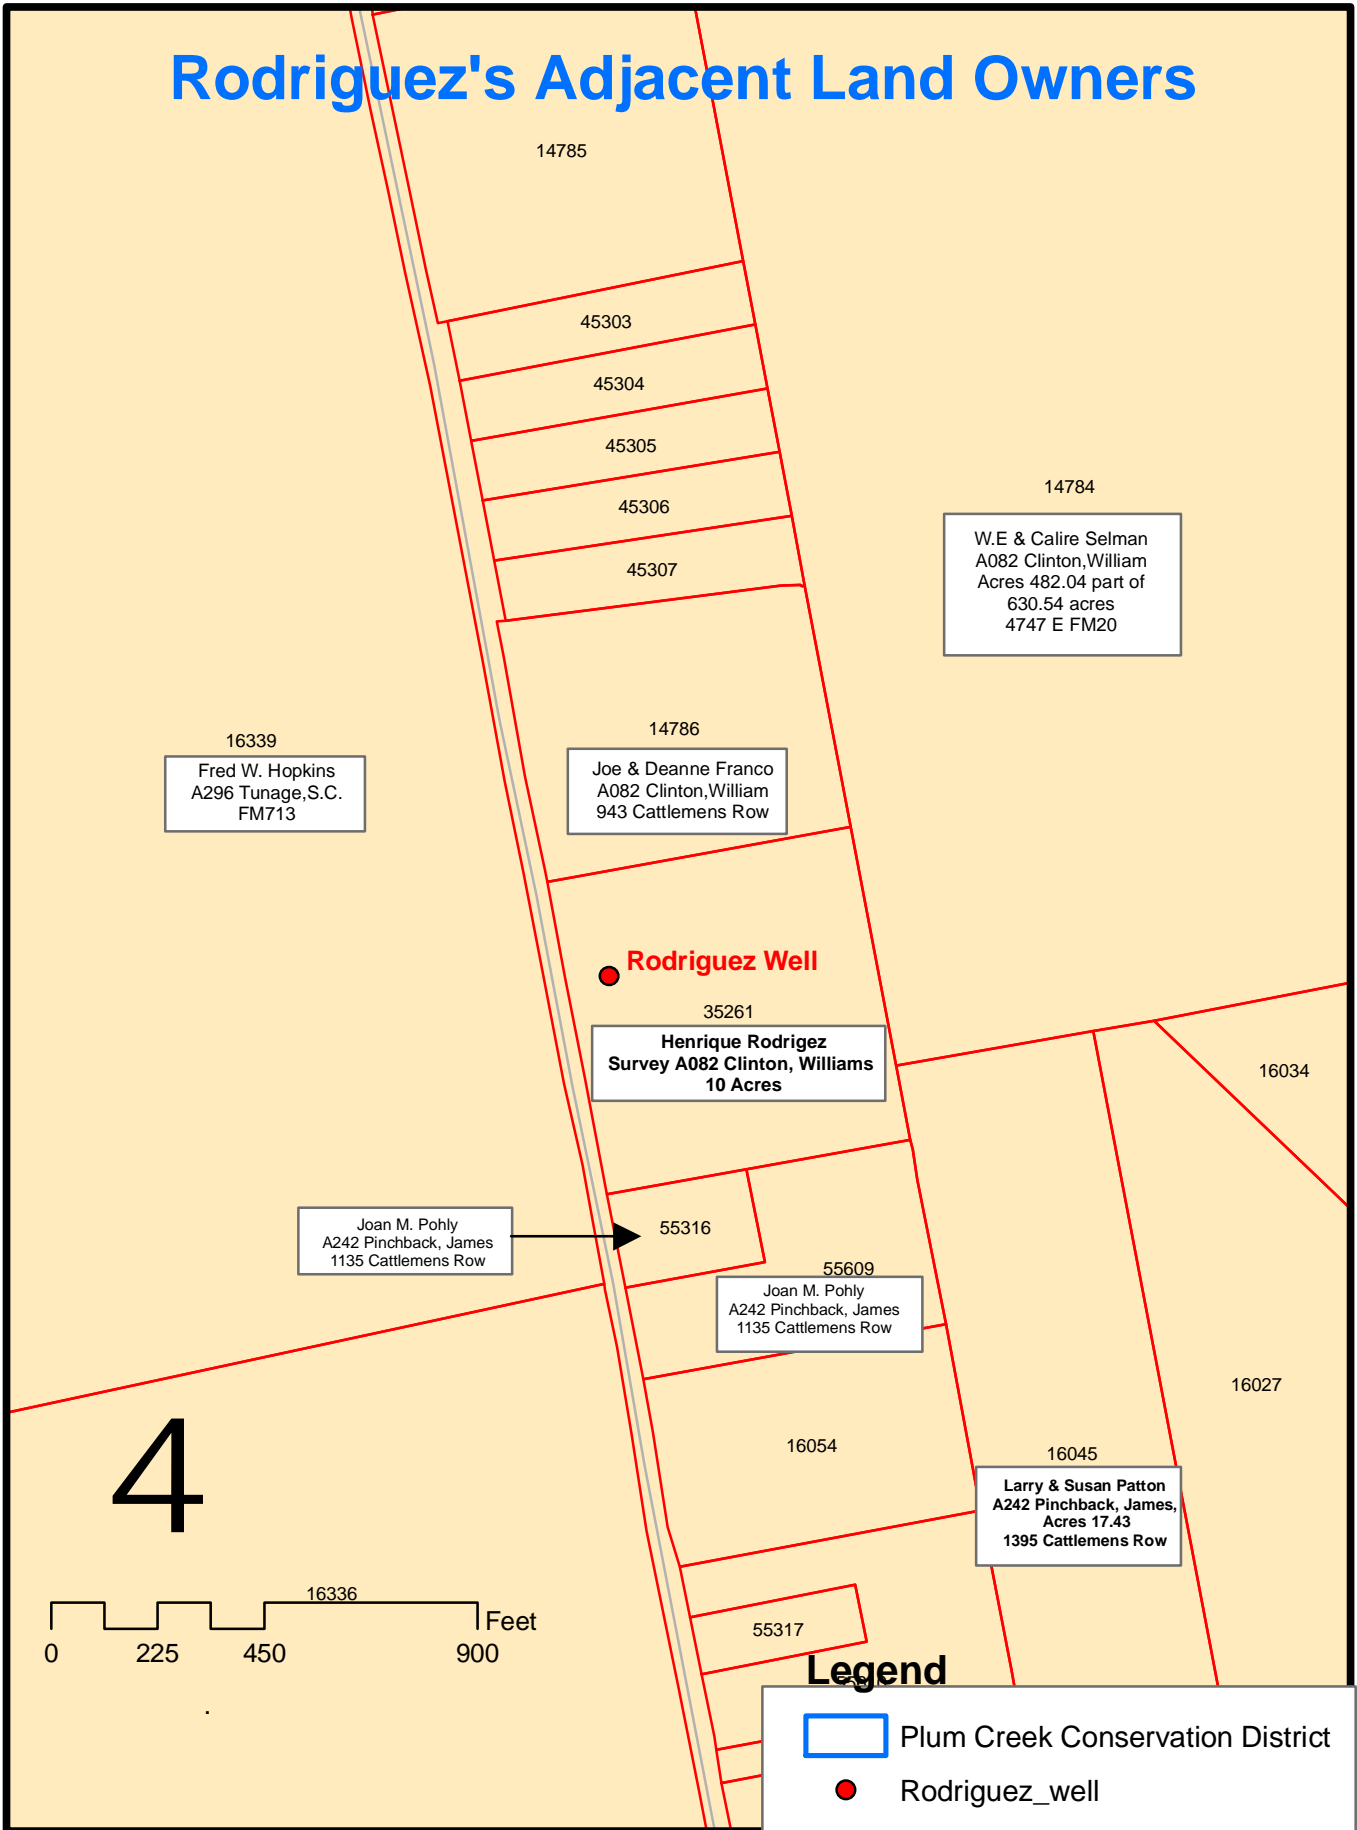 Rodriguez's Adjacent Land Owners
14785
45303
45304
45305
45306
45307
14784
W.E & Calire Selman
A082 Clinton,William
Acres 482.04 part of
630.54 acres
4747 E FM20
14786
Joe & Deanne Franco
A082 Clinton,William
943 Cattlemens Row
16339
Fred W. Hopkins
A296 Tunage,S.C.
FM713
Rodriguez Well
35261
Henrique Rodrigez
Survey A082 Clinton, Williams
10 Acres
16034
Joan M. Pohly
A242 Pinchback, James
1135 Cattlemens Row
55316
55609
Joan M. Pohly
A242 Pinchback, James
1135 Cattlemens Row
16027
16054
16045
Larry & Susan Patton
A242 Pinchback, James,
Acres 17.43
1395 Cattlemens Row
4
16336
Feet
0 225 450 900
.
55317
Legend
Plum Creek Conservation District
Rodriguez_well